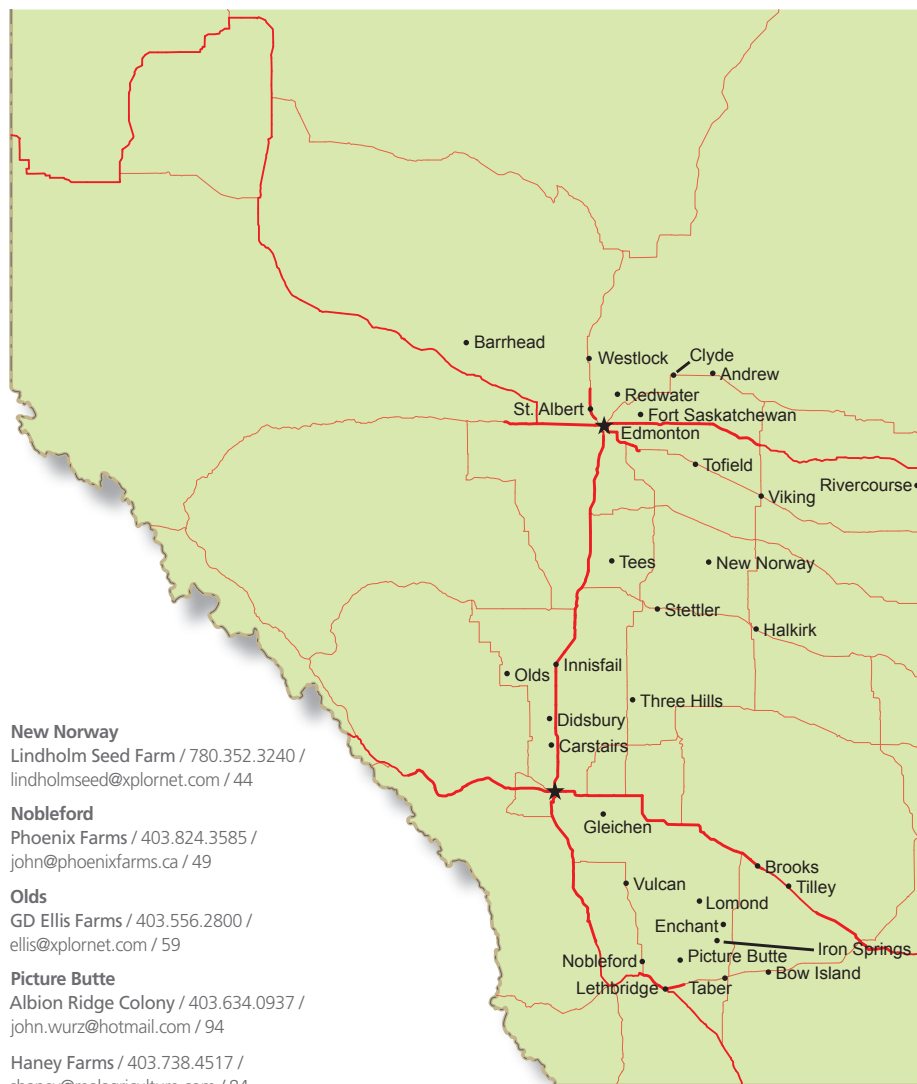 Barrhead
Westlock
Clyde
Andrew
Redwater
St. Albert
Fort Saskatchewan
Edmonton
Tofield
Rivercourse
Viking
Tees
New Norway
Stettler
Halkirk
Innisfail
Olds
Three Hills
Didsbury
Carstairs
Gleichen
Brooks
Tilley
Vulcan
Lomond
Enchant
Iron Springs
Nobleford
Picture Butte
Bow Island
Lethbridge
Taber
New Norway
Lindholm Seed Farm / 780.352.3240 /
lindholmseed@xplornet.com / 44
Nobleford
Phoenix Farms / 403.824.3585 /
john@phoenixfarms.ca / 49
Olds
GD Ellis Farms / 403.556.2800 /
ellis@xplornet.com / 59
Picture Butte
Albion Ridge Colony / 403.634.0937 /
john.wurz@hotmail.com / 94
Haney Farms / 403.738.4517 /